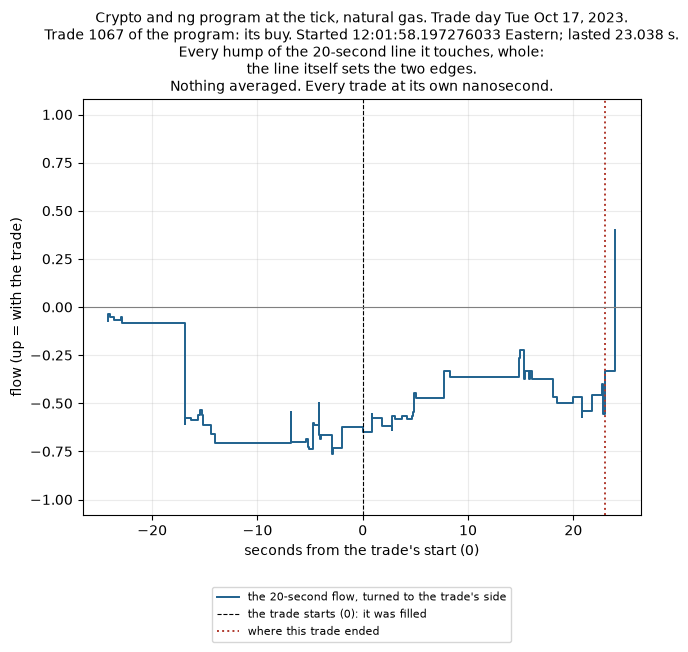 Crypto and ng program at the tick, natural gas. Trade day Tue Oct 17, 2023.
Trade 1067 of the program: its buy. Started 12:01:58.197276033 Eastern; lasted 23.038 s.
Every hump of the 20-second line it touches, whole:
the line itself sets the two edges.
Nothing averaged. Every trade at its own nanosecond.
1.00
0.75
0.50
0.25
0.00
−0.25
−0.50
−0.75
−1.00
flow (up = with the trade)
−20
−10
0
10
20
seconds from the trade's start (0)
the 20-second flow, turned to the trade's side
the trade starts (0): it was filled
where this trade ended